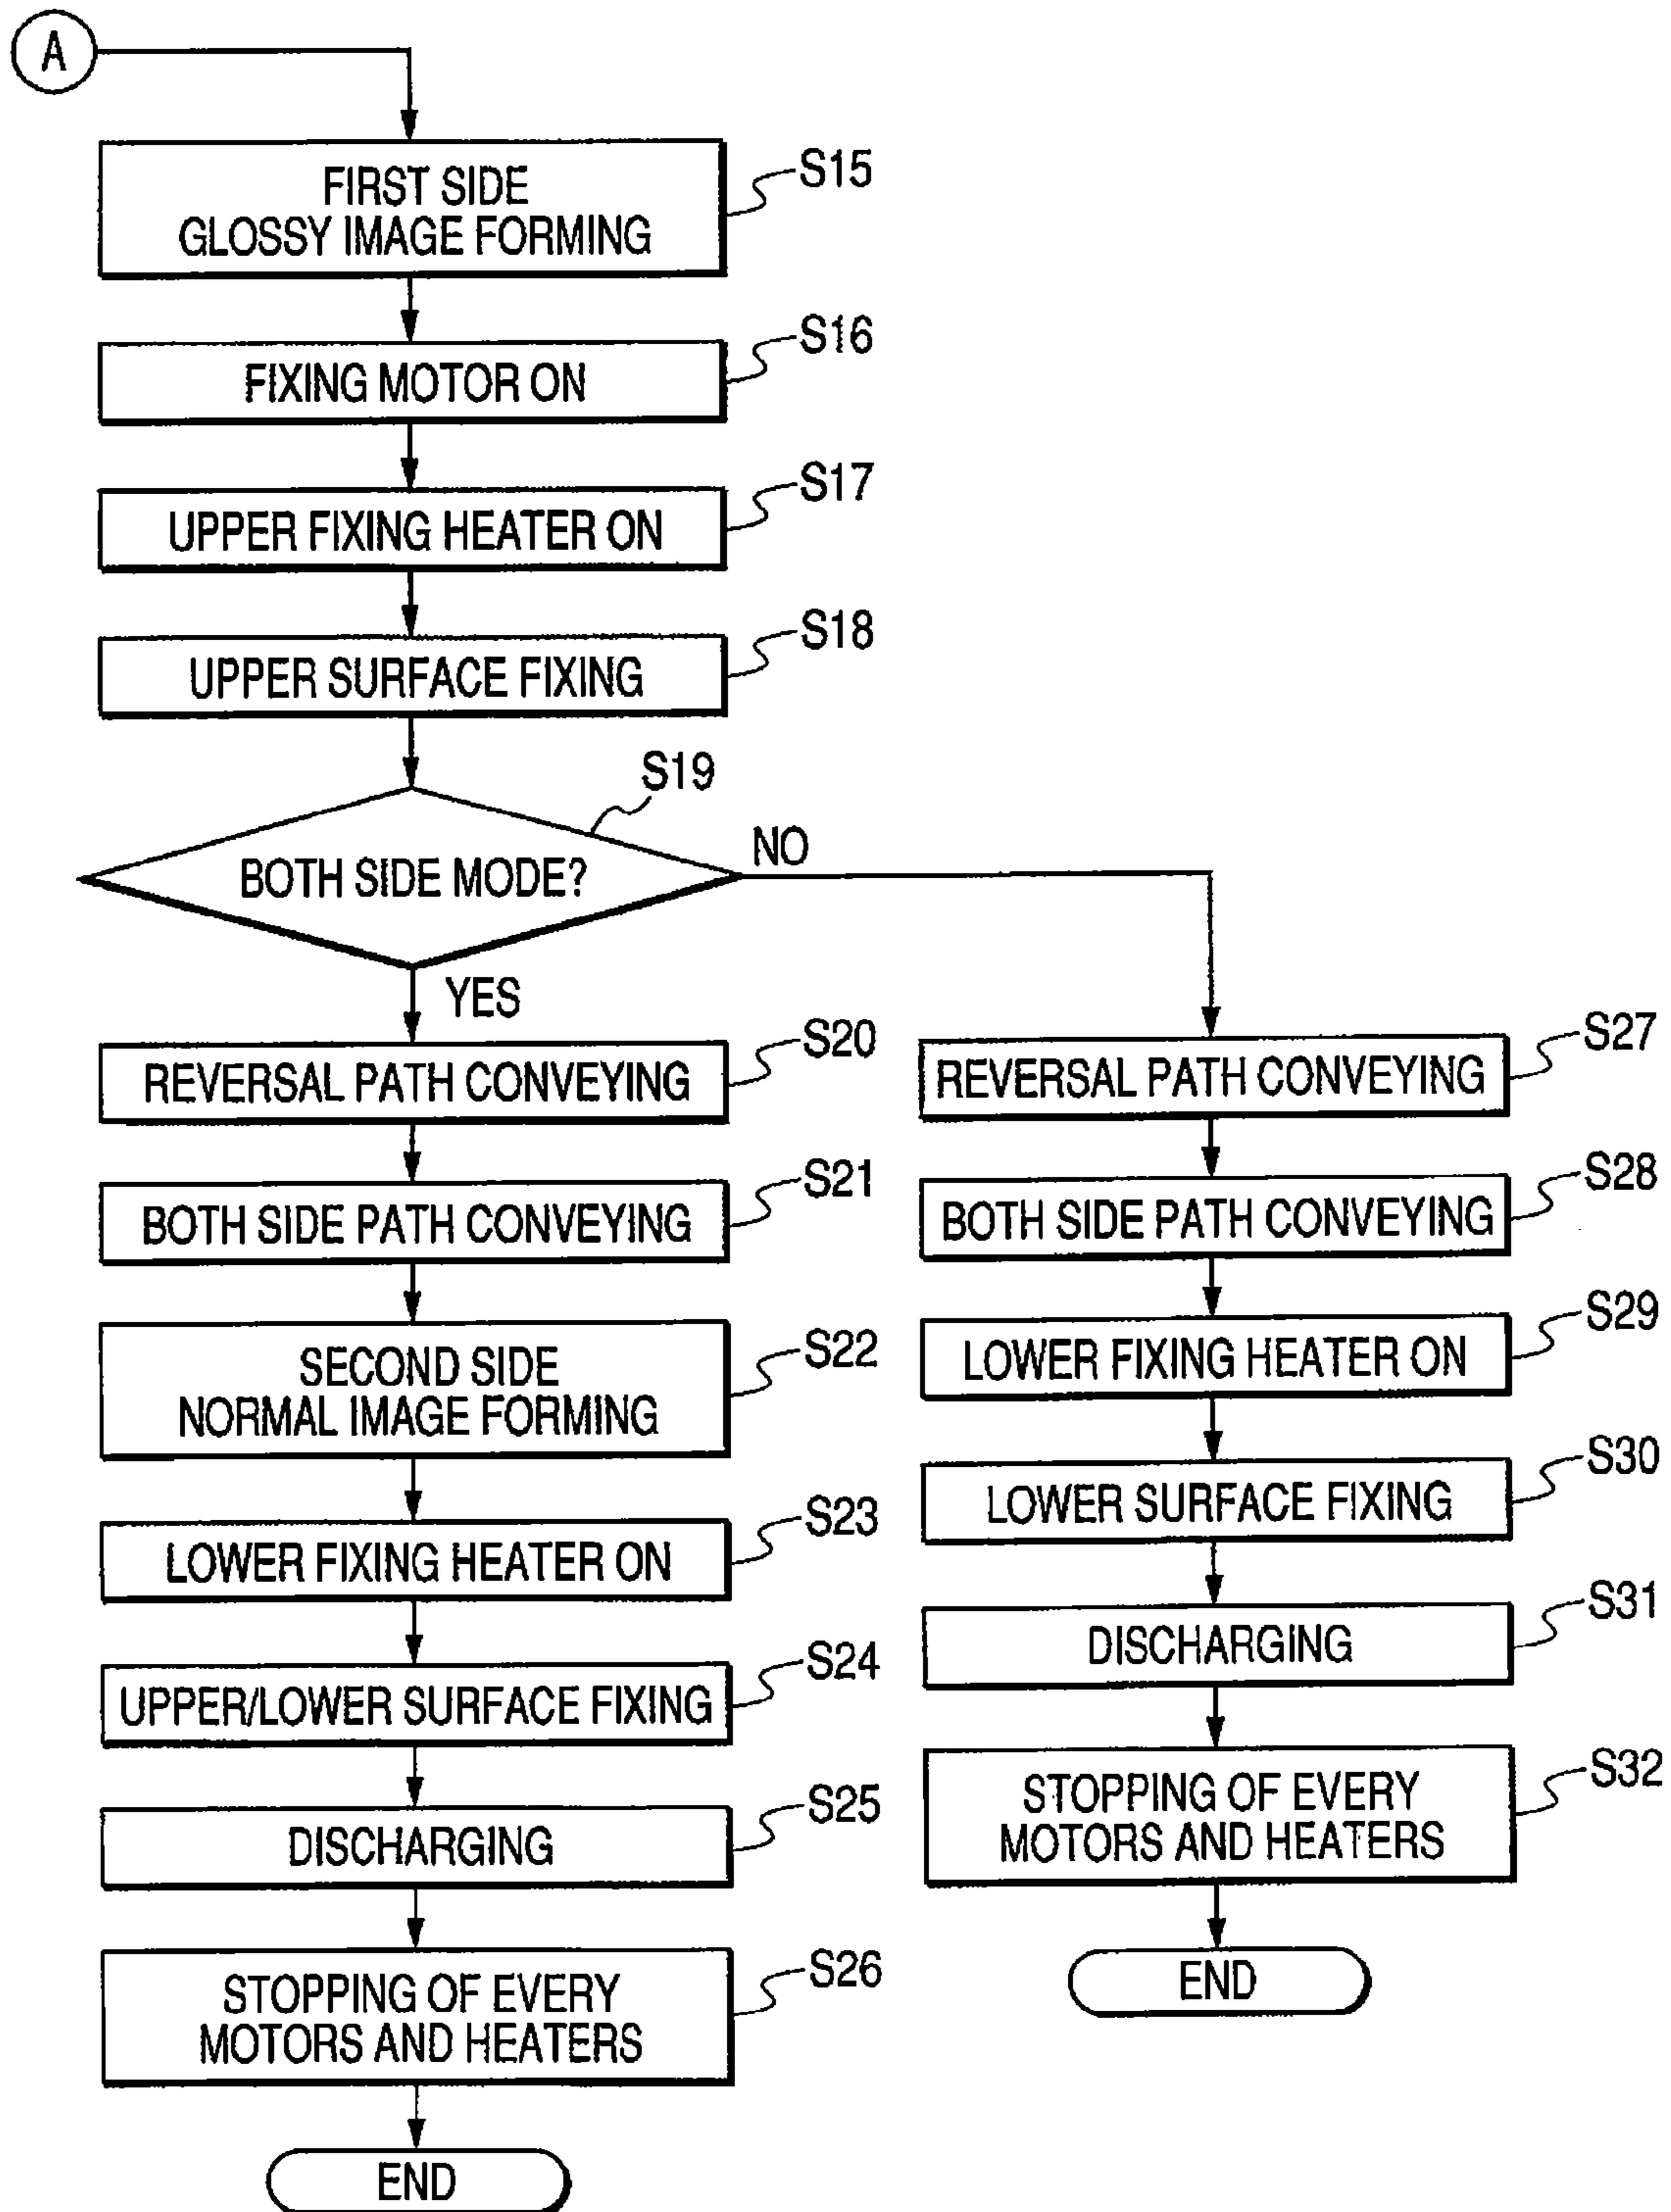 A
FIRST SIDE
GLOSSY IMAGE FORMING
S15
FIXING MOTOR ON
S16
UPPER FIXING HEATER ON
S17
UPPER SURFACE FIXING
S18
BOTH SIDE MODE?
S19
NO
YES
REVERSAL PATH CONVEYING
S20
BOTH SIDE PATH CONVEYING
S21
SECOND SIDE
NORMAL IMAGE FORMING
S22
LOWER FIXING HEATER ON
S23
UPPER/LOWER SURFACE FIXING
S24
DISCHARGING
S25
STOPPING OF EVERY
MOTORS AND HEATERS
S26
END
REVERSAL PATH CONVEYING
S27
BOTH SIDE PATH CONVEYING
S28
LOWER FIXING HEATER ON
S29
LOWER SURFACE FIXING
S30
DISCHARGING
S31
STOPPING OF EVERY
MOTORS AND HEATERS
S32
END